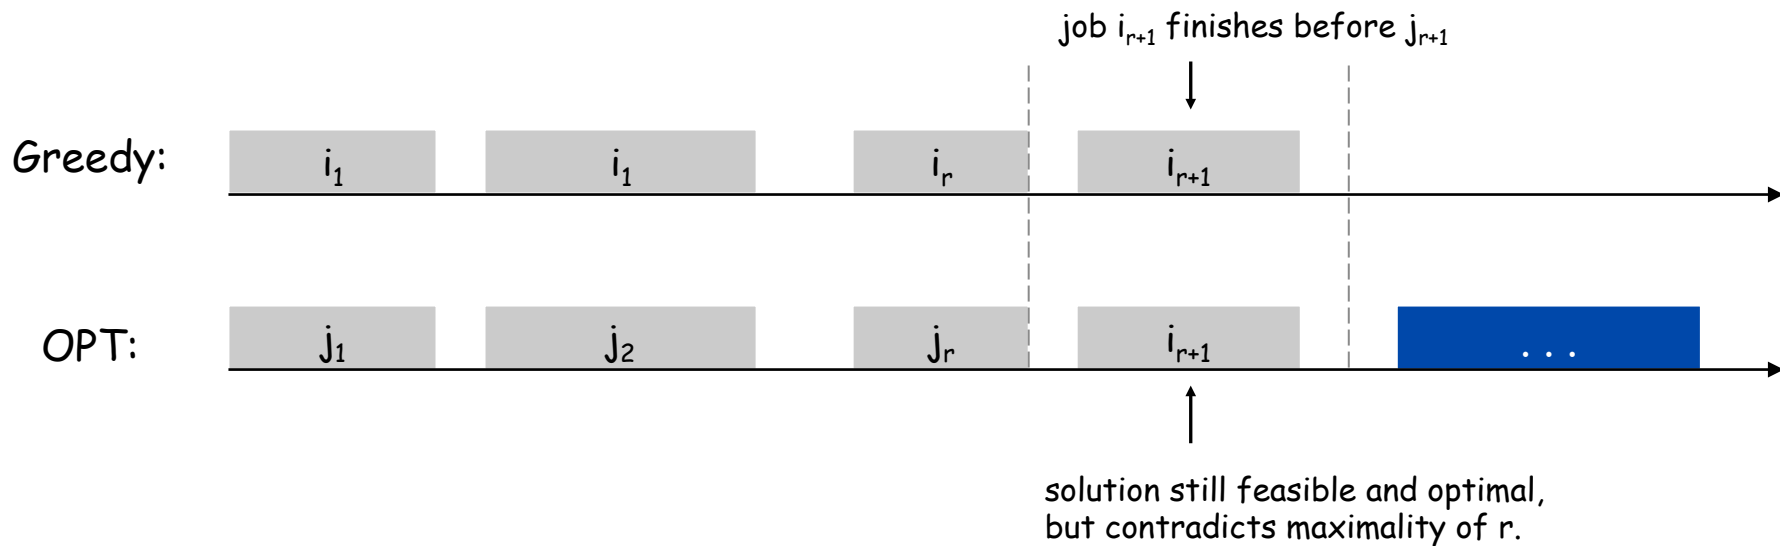 job i_{r+1} finishes before j_{r+1}
Greedy: i_1 i_1 i_r i_{r+1}
OPT: j_1 j_2 j_r i_{r+1} . . .
solution still feasible and optimal,
but contradicts maximality of r.